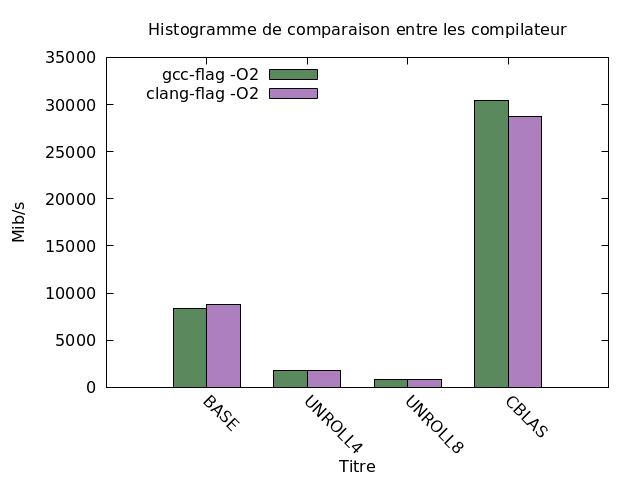 Histogramme de comparaison entre les compilateur
35000
30000
25000
20000
15000
10000
5000
0
Mib/s
gcc-flag -O2
clang-flag -O2
BASE
UNROLL4
UNROLL8
CBLAS
Titre